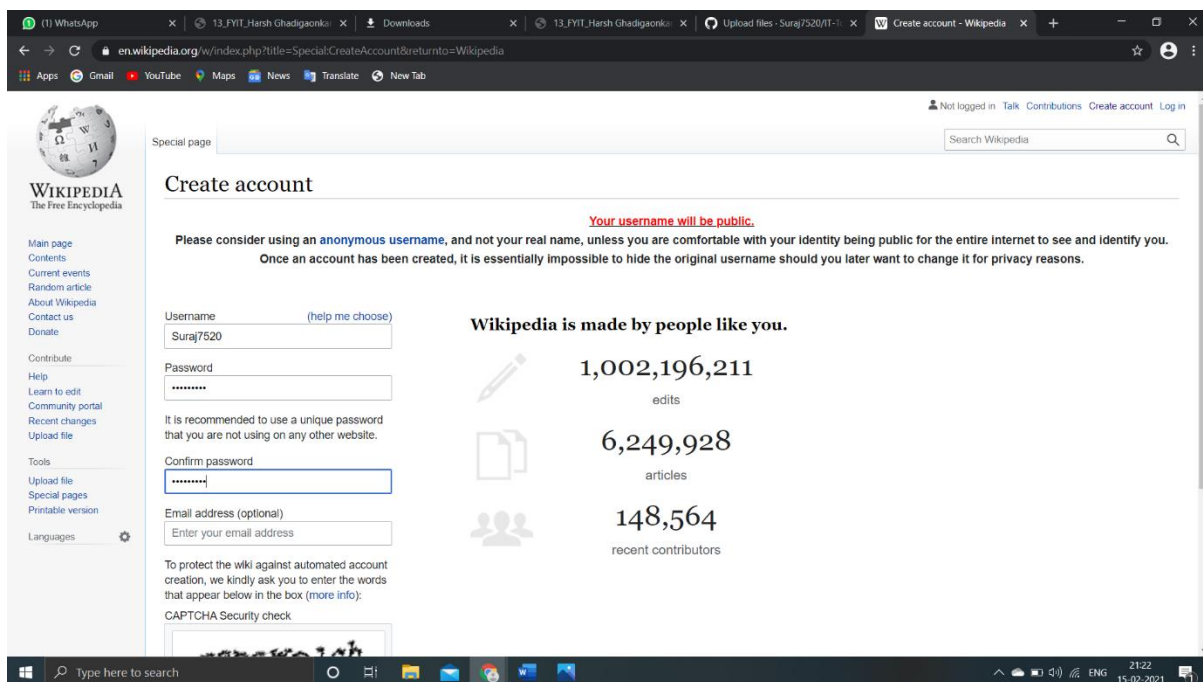 (1) WhatsApp
13_FYIT_Harsh Ghadigaonkar
Downloads
13_FYIT_Harsh Ghadigaonkar
Upload files · Suraj7520/IT-T
Create account - Wikipedia
en.wikipedia.org/w/index.php?title=Special:CreateAccount&returnto=Wikipedia
Apps Gmail YouTube Maps News Translate New Tab
Not logged in Talk Contributions Create account Log in
Special page
Search Wikipedia
WIKIPEDIA
The Free Encyclopedia
Main page
Contents
Current events
Random article
About Wikipedia
Contact us
Donate
Contribute
Help
Learn to edit
Community portal
Recent changes
Upload file
Tools
Upload file
Special pages
Printable version
Languages
Create account
Your username will be public.
Please consider using an anonymous username, and not your real name, unless you are comfortable with your identity being public for the entire internet to see and identify you.
Once an account has been created, it is essentially impossible to hide the original username should you later want to change it for privacy reasons.
Username (help me choose)
Suraj7520
Password
•••••••••
It is recommended to use a unique password
that you are not using on any other website.
Confirm password
•••••••••
Email address (optional)
Enter your email address
To protect the wiki against automated account
creation, we kindly ask you to enter the words
that appear below in the box (more info):
CAPTCHA Security check
Wikipedia is made by people like you.
1,002,196,211
edits
6,249,928
articles
148,564
recent contributors
Type here to search
ENG
21:22
15-02-2021